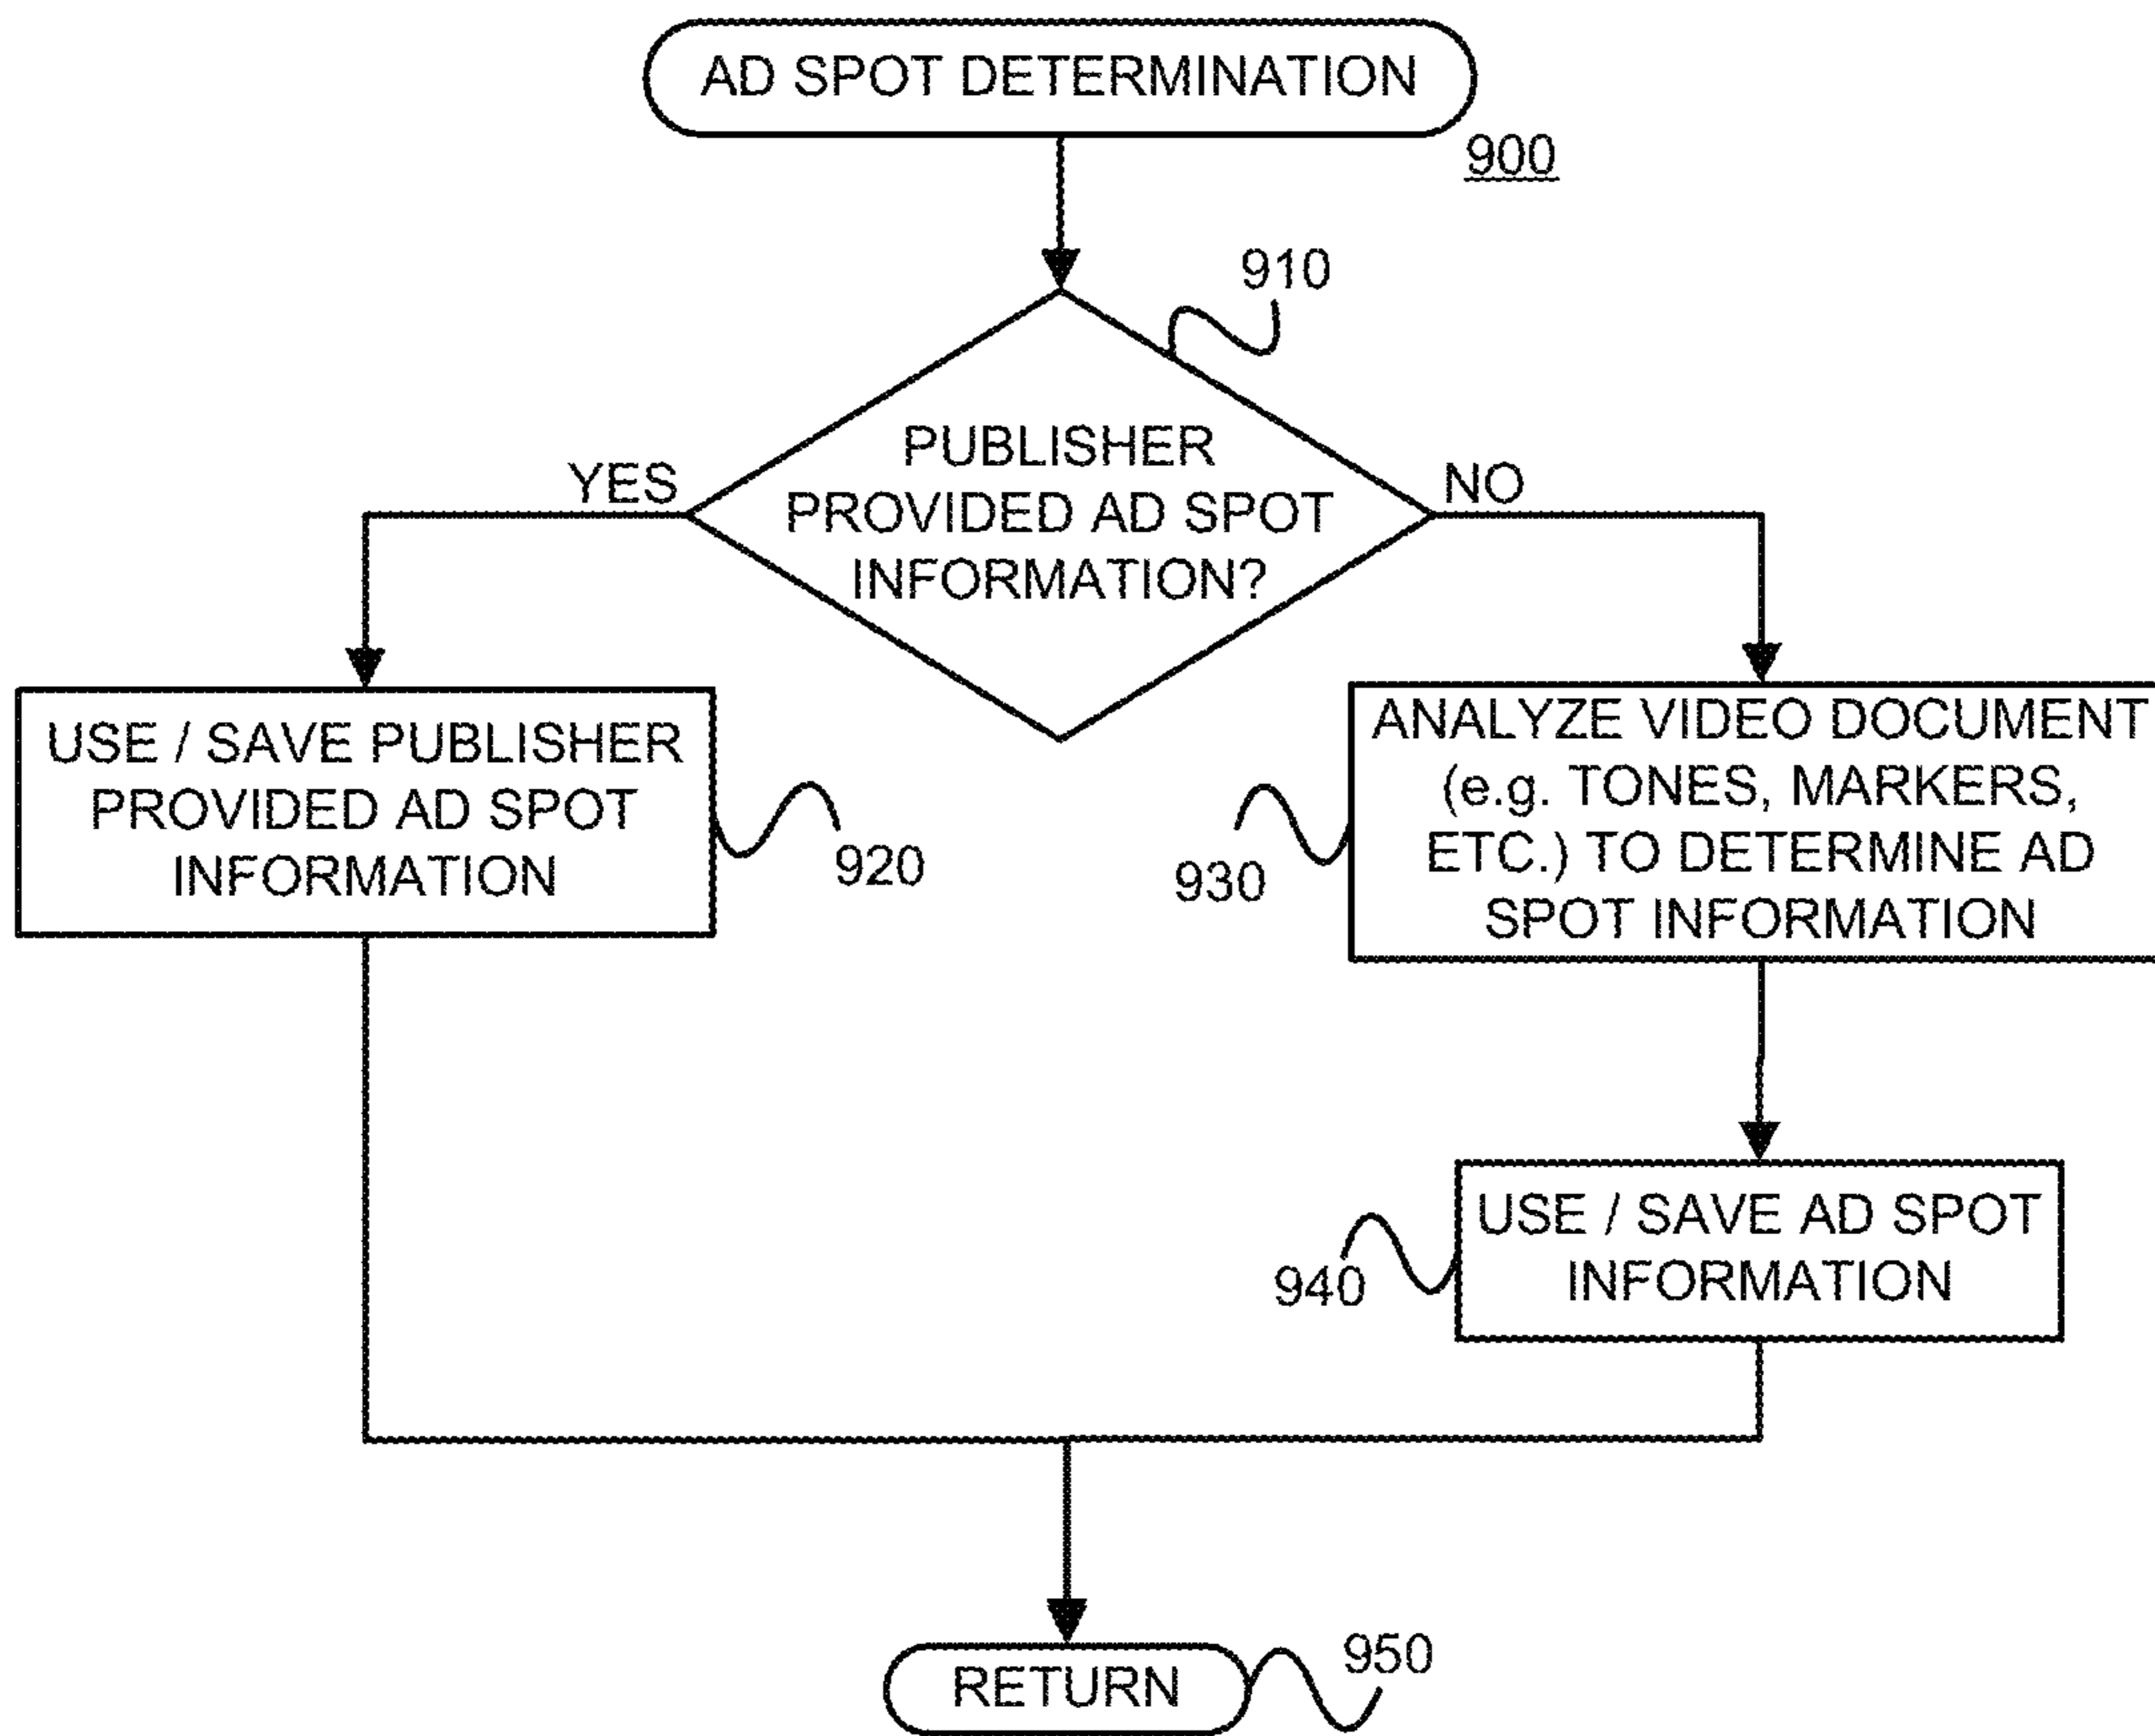 AD SPOT DETERMINATION
900
910
PUBLISHER
PROVIDED AD SPOT
INFORMATION?
YES
NO
USE / SAVE PUBLISHER
PROVIDED AD SPOT
INFORMATION
920
ANALYZE VIDEO DOCUMENT
(e.g. TONES, MARKERS,
ETC.) TO DETERMINE AD
SPOT INFORMATION
930
USE / SAVE AD SPOT
INFORMATION
940
RETURN
950